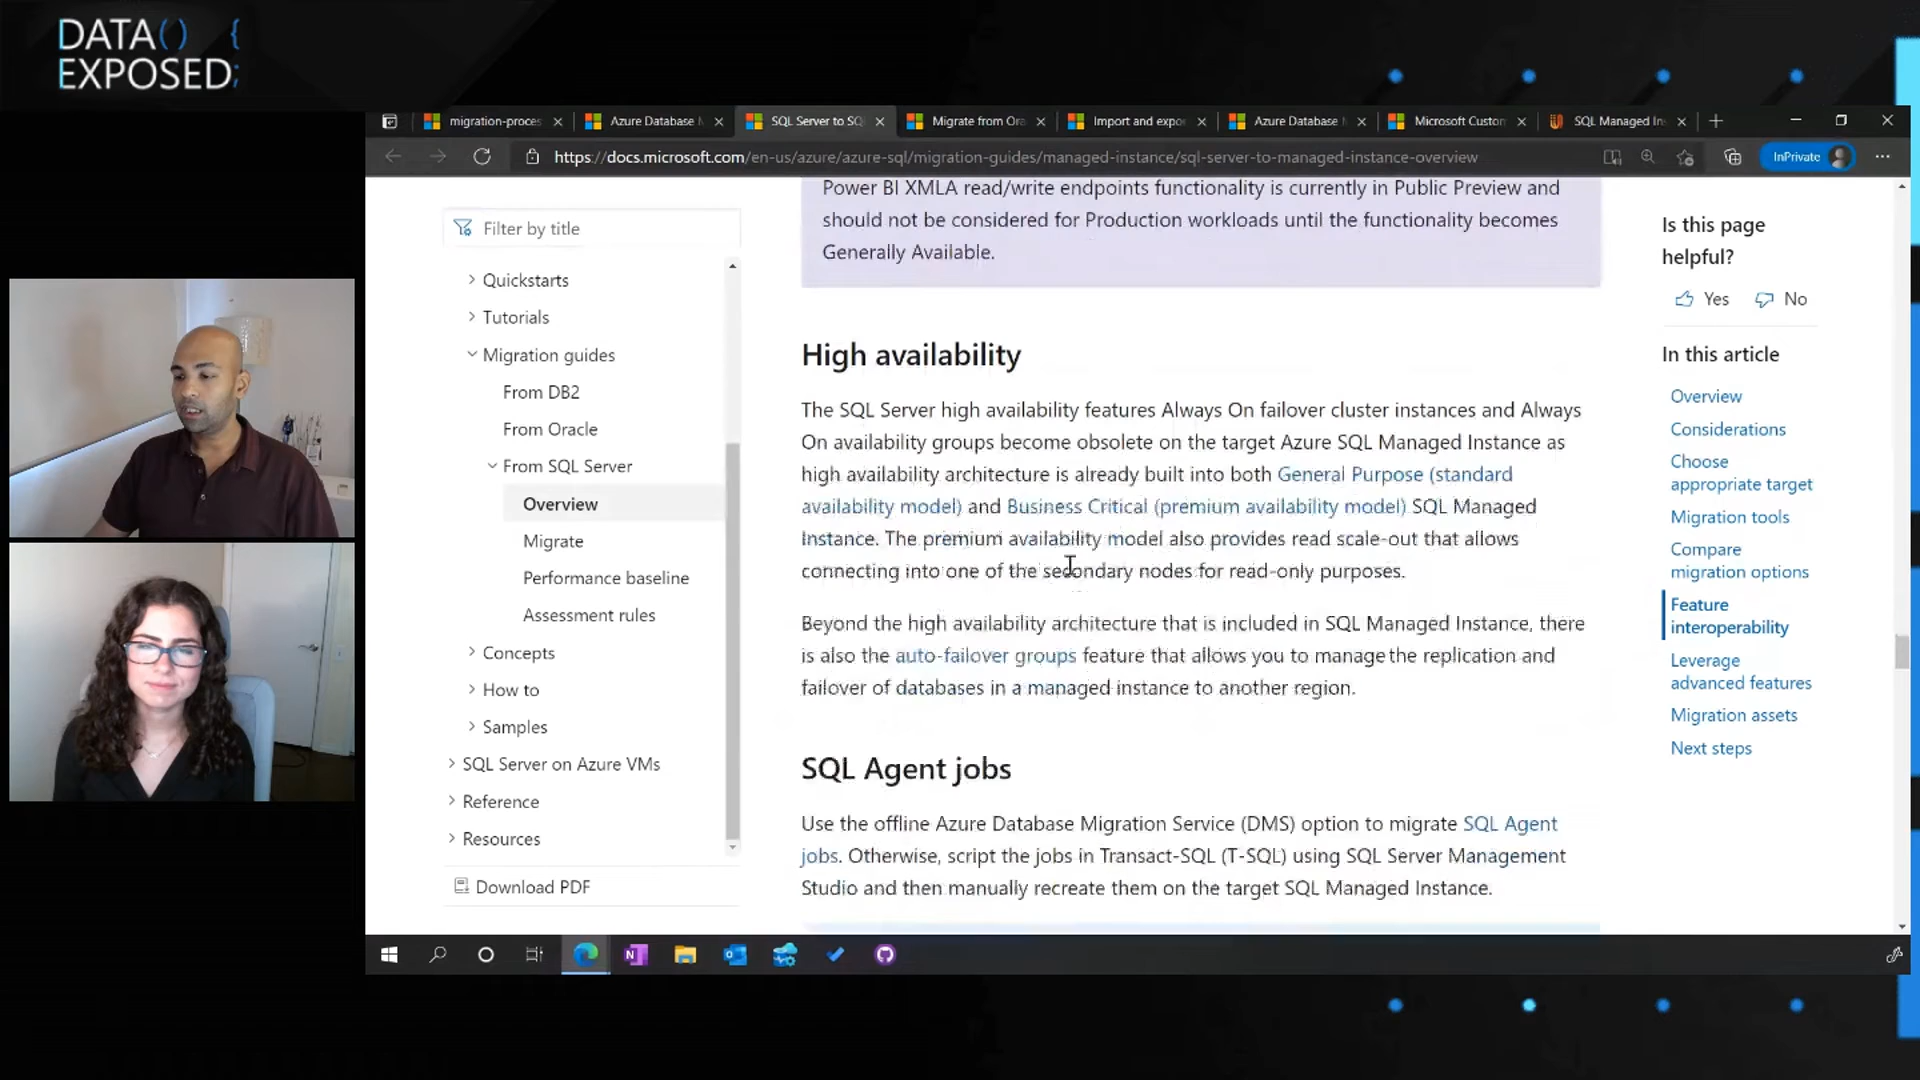 DATA() {
EXPOSED;
migration-proces
Azure Database M
SQL Server to SQ
Migrate from Ora
Import and expo
Azure Database
Microsoft Custon
SQL Managed In
https://docs.microsoft.com/en-us/azure/azure-sql/migration-guides/managed-instance/sql-server-to-managed-instance-overview
InPrivate
Filter by title
Quickstarts
Tutorials
Migration guides
From DB2
From Oracle
From SQL Server
Overview
Migrate
Performance baseline
Assessment rules
Concepts
How to
Samples
SQL Server on Azure VMs
Reference
Resources
Download PDF
Power BI XMLA read/write endpoints functionality is currently in Public Preview and
should not be considered for Production workloads until the functionality becomes
Generally Available.
High availability
The SQL Server high availability features Always On failover cluster instances and Always
On availability groups become obsolete on the target Azure SQL Managed Instance as
high availability architecture is already built into both General Purpose (standard
availability model) and Business Critical (premium availability model) SQL Managed
Instance. The premium availability model also provides read scale-out that allows
connecting into one of the secondary nodes for read-only purposes.
Beyond the high availability architecture that is included in SQL Managed Instance, there
is also the auto-failover groups feature that allows you to manage the replication and
failover of databases in a managed instance to another region.
SQL Agent jobs
Use the offline Azure Database Migration Service (DMS) option to migrate SQL Agent
jobs. Otherwise, script the jobs in Transact-SQL (T-SQL) using SQL Server Management
Studio and then manually recreate them on the target SQL Managed Instance.
Is this page
helpful?
Yes
No
In this article
Overview
Considerations
Choose
appropriate target
Migration tools
Compare
migration options
Feature
interoperability
Leverage
advanced features
Migration assets
Next steps